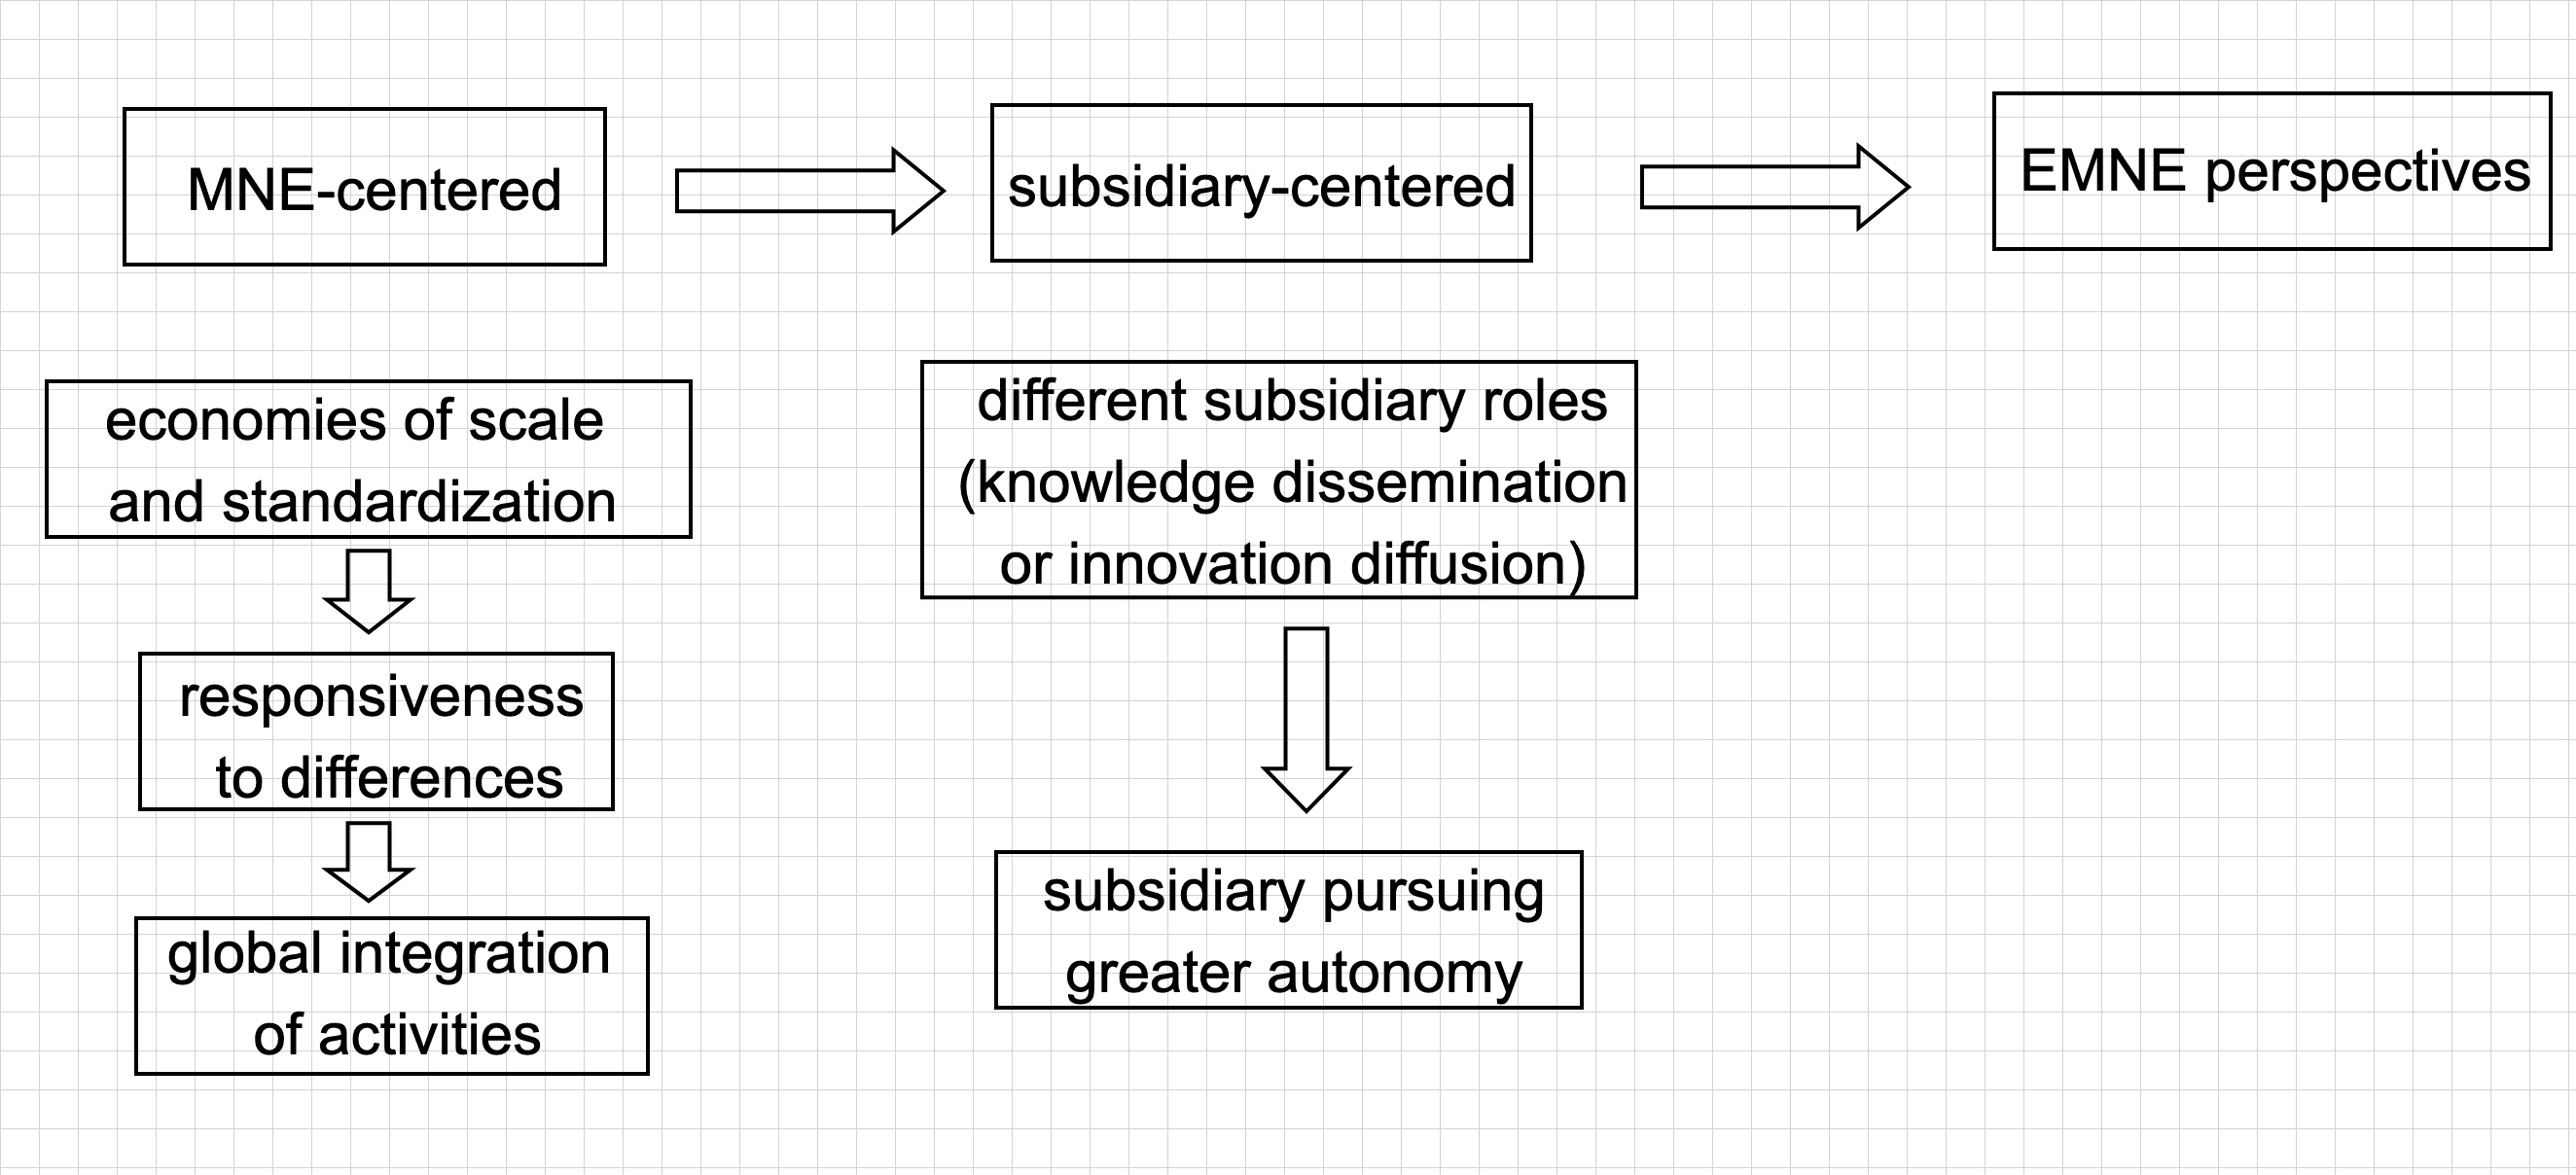 MNE-centered
subsidiary-centered
EMNE perspectives
economies of scale
and standardization
responsiveness
to differences
global integration
of activities
different subsidiary roles
(knowledge dissemination
or innovation diffusion)
subsidiary pursuing
greater autonomy